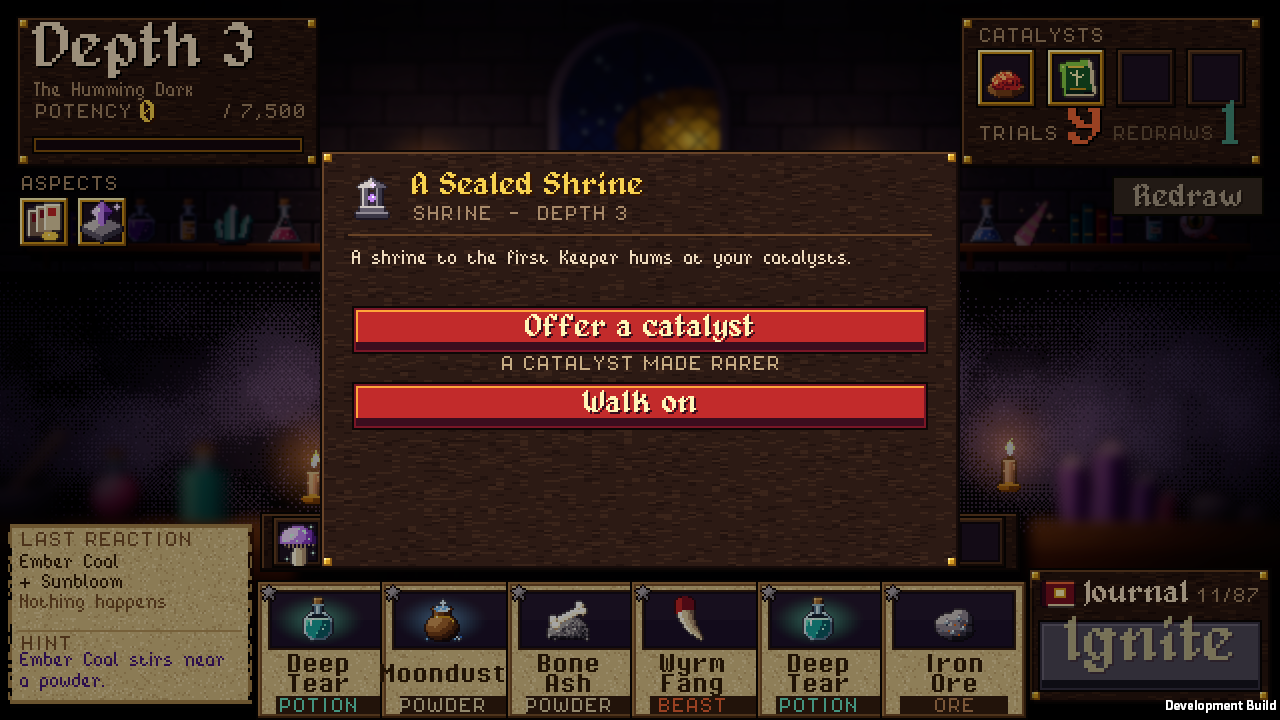 Depth 3
The Humming Dark
POTENCY 0 / 7,500
ASPECTS
CATALYSTS
TRIALS 9 REDRAWS 1
Redraw
A Sealed Shrine
SHRINE - DEPTH 3
A shrine to the first Keeper hums at your catalysts.
Offer a catalyst
A CATALYST MADE RARER
Walk on
LAST REACTION
Ember Coal
+ Sunbloom
Nothing happens
HINT
Ember Coal stirs near
a powder.
Deep
Tear
POTION
Moondust
POWDER
Bone
Ash
POWDER
Wyrm
Fang
BEAST
Deep
Tear
POTION
Iron
Ore
ORE
Journal 11/87
Ignite
Development Build